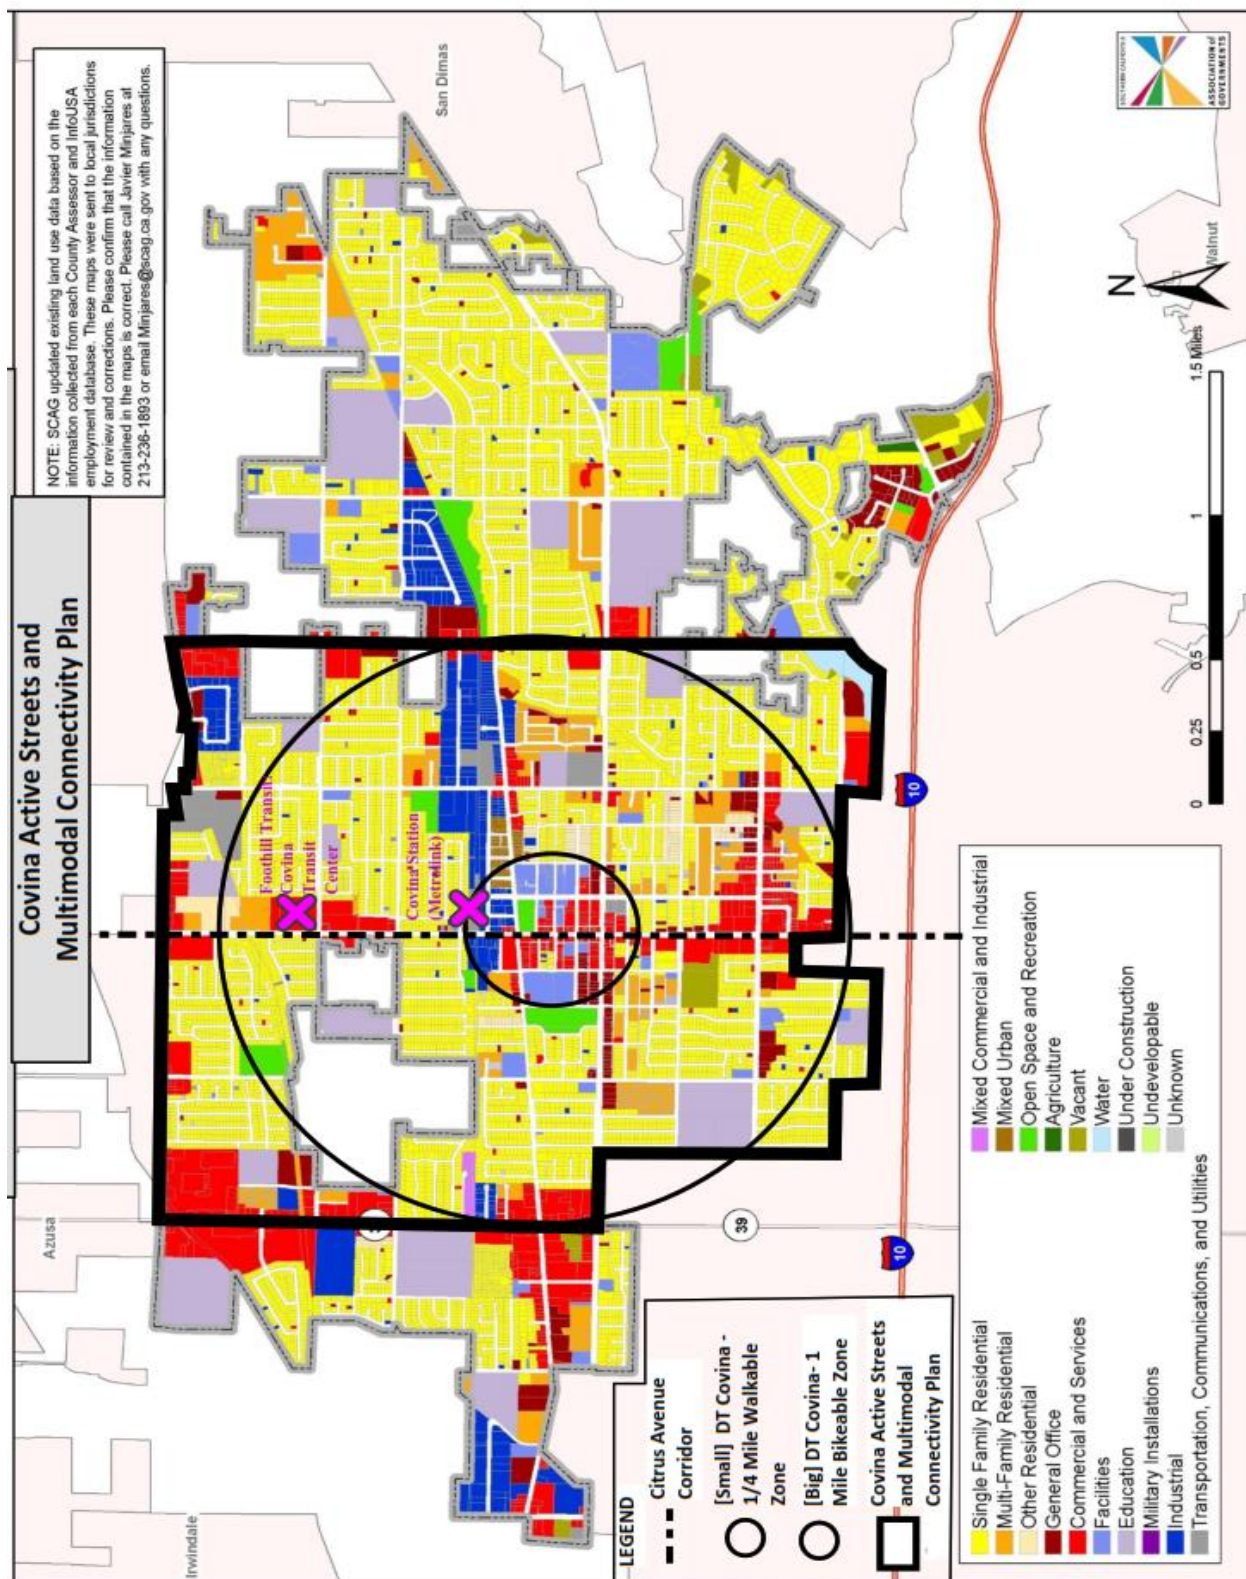 Covina Active Streets and
Multimodal Connectivity Plan
NOTE: SCAG updated existing land use data based on the
information collected from each County Assessor and InfoUSA
employment database. These maps were sent to local jurisdictions
for review and corrections. Please confirm that the information
contained in the maps is correct. Please call Javier Minjares at
213-236-1893 or email Minjares@scag.ca.gov with any questions.
Azusa
San Dimas
Irwindale
Walnut
Foothill Transit:
Covina
Transit
Center
Covina Station
(Metrolink)
39
10
10
LEGEND
Citrus Avenue
Corridor
[Small] DT Covina -
1/4 Mile Walkable
Zone
[Big] DT Covina- 1
Mile Bikeable Zone
Covina Active Streets
and Multimodal
Connectivity Plan
Single Family Residential
Multi-Family Residential
Other Residential
General Office
Commercial and Services
Facilities
Education
Military Installations
Industrial
Transportation, Communications, and Utilities
Mixed Commercial and Industrial
Mixed Urban
Open Space and Recreation
Agriculture
Vacant
Water
Under Construction
Undevelopable
Unknown
N
0 0.25 0.5 1 1.5 Miles
SOUTHERN CALIFORNIA
ASSOCIATION of
GOVERNMENTS